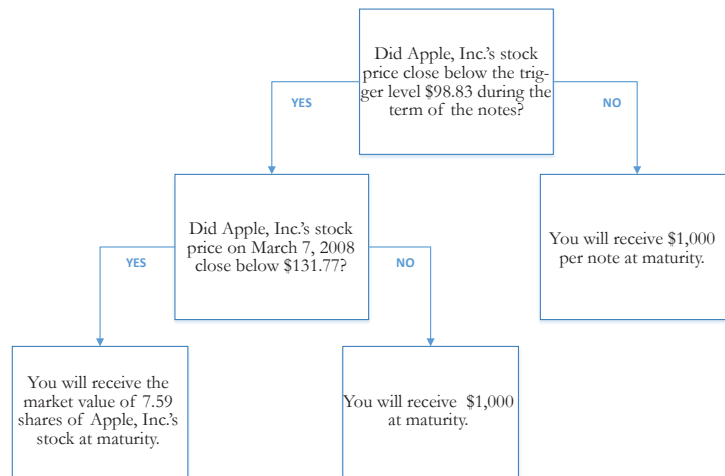 Did Apple, Inc.'s stock
price close below the trig-
ger level $98.83 during the
term of the notes?
YES
NO
Did Apple, Inc.'s stock
price on March 7, 2008
close below $131.77?
You will receive $1,000
per note at maturity.
YES
NO
You will receive the
market value of 7.59
shares of Apple, Inc.'s
stock at maturity.
You will receive $1,000
at maturity.